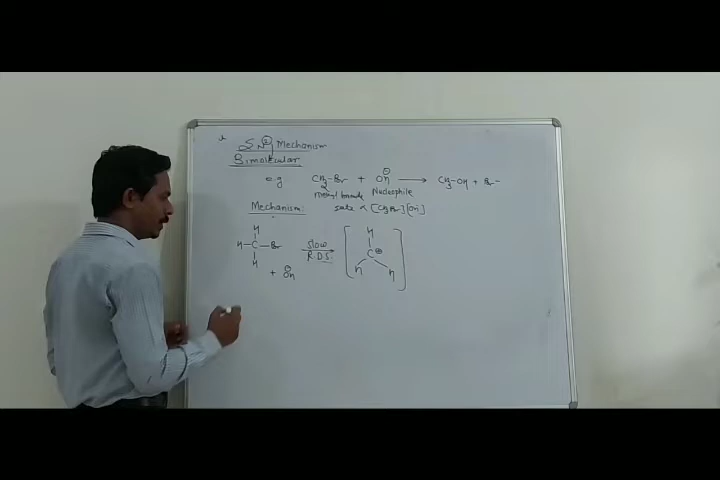 SN2 Mechanism
Bimolecular
e.g CH3-Br + OH⊖ → CH3-OH + Br-
Methyl bromide Nucleophile
Mechanism: rate ∝ [CH3Br][OH]
H
H-C-Br
H
+ OH⊖
slow
R.D.S.
[ H
C⊕
H H ]